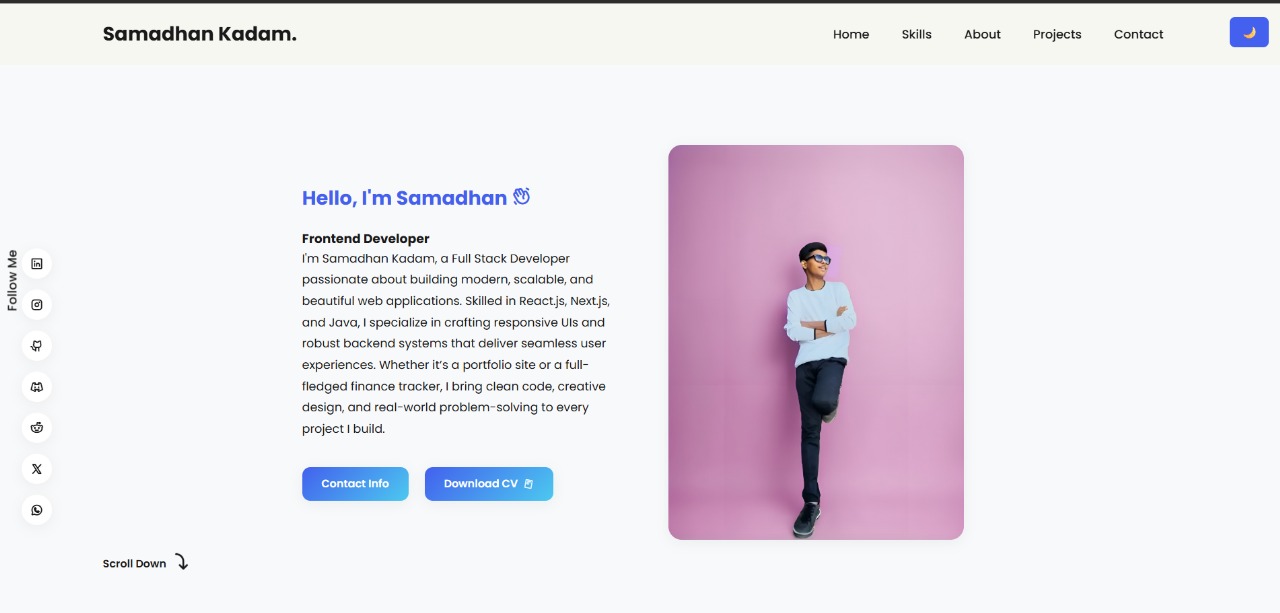 Samadhan Kadam.
Home Skills About Projects Contact
Follow Me
Hello, I'm Samadhan
Frontend Developer
I'm Samadhan Kadam, a Full Stack Developer
passionate about building modern, scalable, and
beautiful web applications. Skilled in React.js, Next.js,
and Java, I specialize in crafting responsive UIs and
robust backend systems that deliver seamless user
experiences. Whether it’s a portfolio site or a full-
fledged finance tracker, I bring clean code, creative
design, and real-world problem-solving to every
project I build.
Contact Info Download CV
Scroll Down